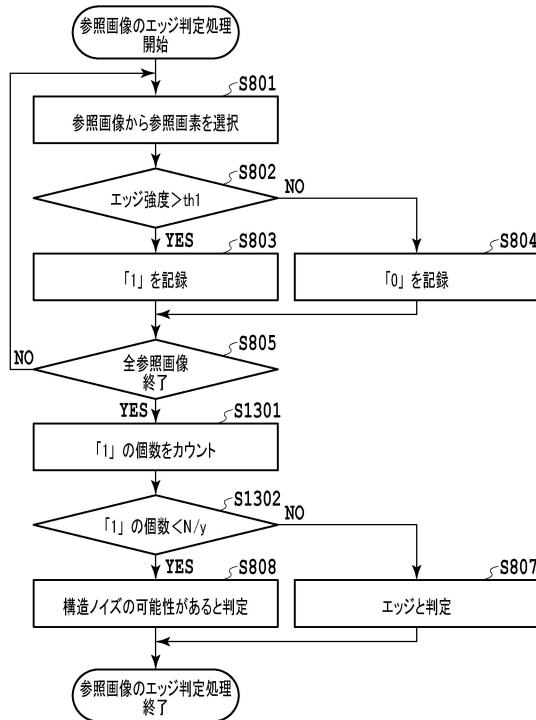 参照画像のエッジ判定処理
開始
S801
参照画像から参照画素を選択
S802
エッジ強度＞th1
NO
YES
S803
「1」を記録
S804
「0」を記録
S805
全参照画像
終了
NO
YES
S1301
「1」の個数をカウント
S1302
「1」の個数＜N/y
NO
YES
S808
構造ノイズの可能性があると判定
S807
エッジと判定
参照画像のエッジ判定処理
終了